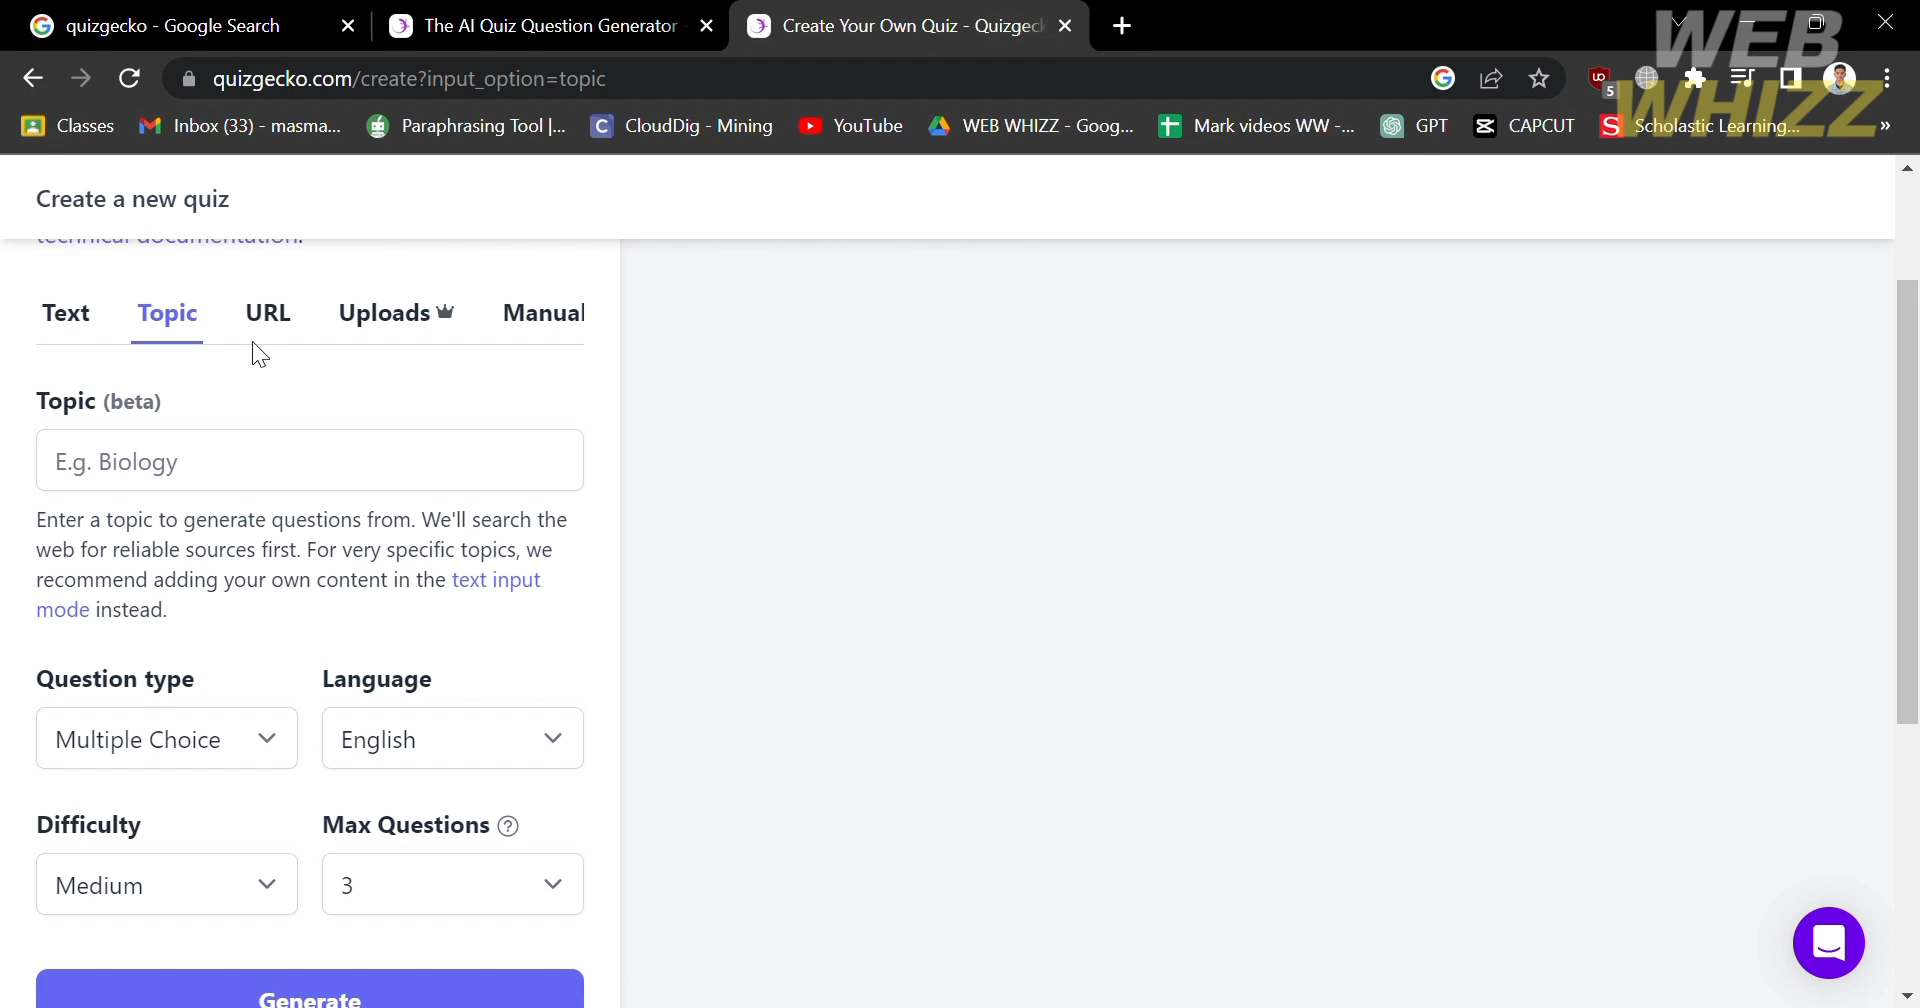 quizgecko - Google Search
The AI Quiz Question Generator -
Create Your Own Quiz - Quizgeck
WEB
WHIZZ
quizgecko.com/create?input_option=topic
5
Classes
Inbox (33) - masma...
Paraphrasing Tool |...
CloudDig - Mining
YouTube
WEB WHIZZ - Goog...
Mark videos WW -...
GPT
CAPCUT
Scholastic Learning...
Create a new quiz
technical documentation.
Text
Topic
URL
Uploads
Manual
Topic (beta)
E.g. Biology
Enter a topic to generate questions from. We'll search the
web for reliable sources first. For very specific topics, we
recommend adding your own content in the text input
mode instead.
Question type
Language
Multiple Choice
English
Difficulty
Max Questions ?
Medium
3
Generate